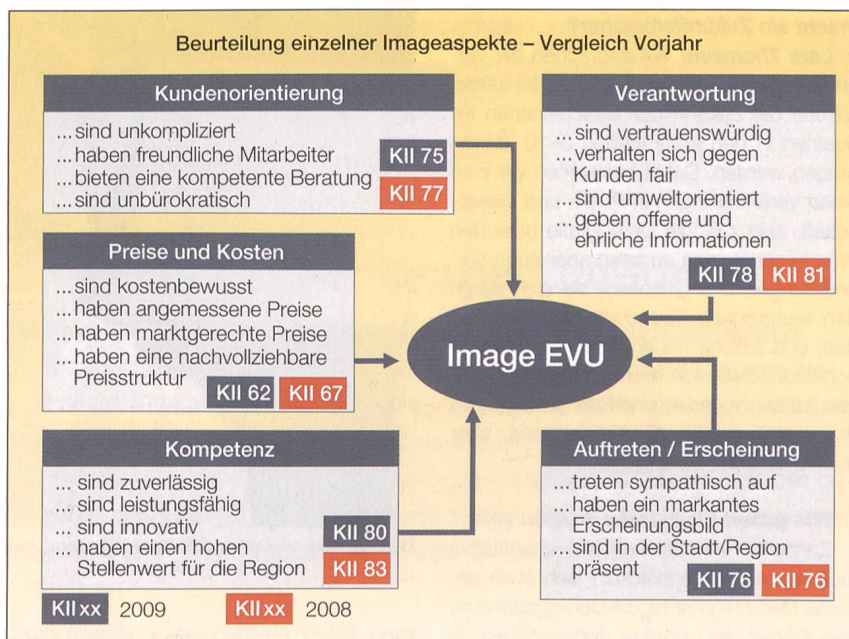 Beurteilung einzelner Imageaspekte – Vergleich Vorjahr
Kundenorientierung
... sind unkompliziert
...haben freundliche Mitarbeiter
...bieten eine kompetente Beratung
... sind unbürokratisch
KII 75
KII 77
Verantwortung
...sind vertrauenswürdig
...verhalten sich gegen
Kunden fair
...sind umweltorientiert
...geben offene und
ehrliche Informationen
KII 78 KII 81
Preise und Kosten
... sind kostenbewusst
...haben angemessene Preise
...haben marktgerechte Preise
...haben eine nachvollziehbare
Preisstruktur KII 62 KII 67
Image EVU
Kompetenz
... sind zuverlässig
...sind leistungsfähig
...sind innovativ KII 80
...haben einen hohen
Stellenwert für die Region KII 83
Auftreten / Erscheinung
...treten sympathisch auf
...haben ein markantes
Erscheinungsbild
...sind in der Stadt/Region
präsent KII 76 KII 76
KII xx 2009 KII xx 2008